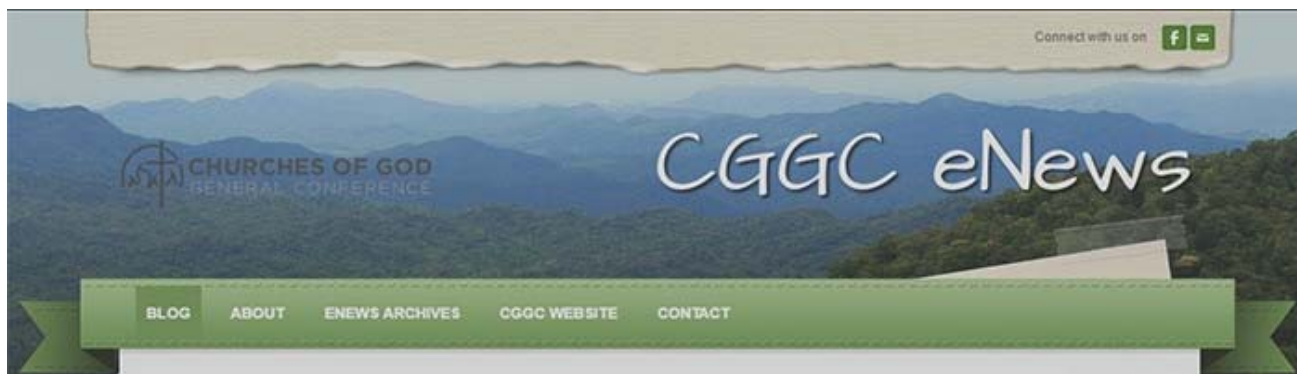 Connect with us on
CHURCHES OF GOD
GENERAL CONFERENCE
CGGC eNews
BLOG ABOUT ENEWS ARCHIVES CGGC WEBSITE CONTACT